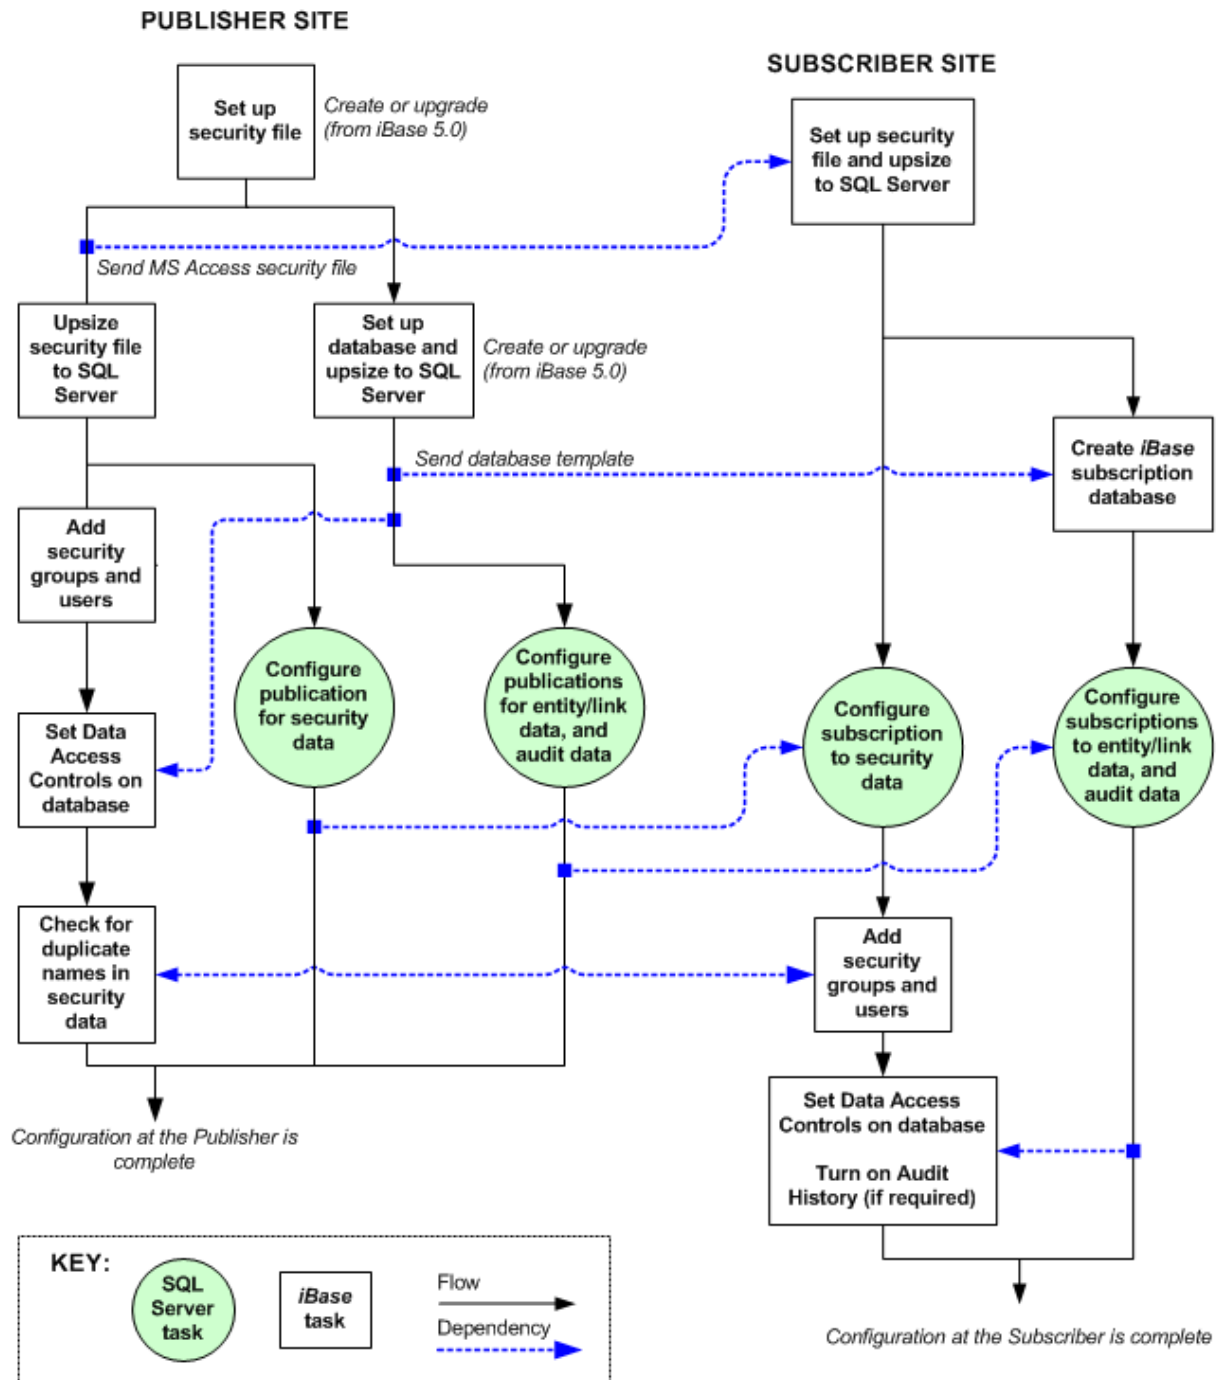 PUBLISHER SITE
SUBSCRIBER SITE
Set up
security file
Create or upgrade
(from iBase 5.0)
Set up security
file and upsize
to SQL Server
Send MS Access security file
Upsize
security file
to SQL
Server
Set up
database and
upsize to SQL
Server
Create or upgrade
(from iBase 5.0)
Send database template
Create iBase
subscription
database
Add
security
groups and
users
Configure
publication
for security
data
Configure
publications
for entity/link
data, and
audit data
Configure
subscription
to security
data
Configure
subscriptions
to entity/link
data, and
audit data
Set Data
Access
Controls on
database
Check for
duplicate
names in
security
data
Add
security
groups and
users
Set Data Access
Controls on database
Turn on Audit
History (if required)
Configuration at the Publisher is
complete
KEY:
SQL
Server
task
iBase
task
Flow
Dependency
Configuration at the Subscriber is complete